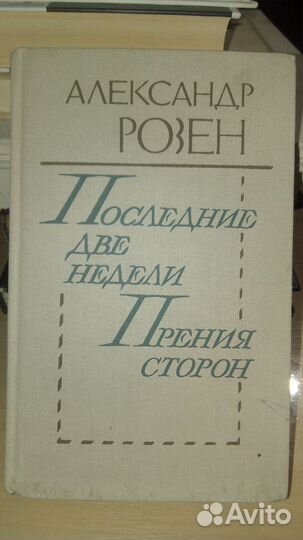 АЛЕКСАНДР
РОЗЕН
ПОСЛЕДНИЕ
ДВЕ
НЕДЕЛИ
ПРЕНИЯ
СТОРОН
Avito